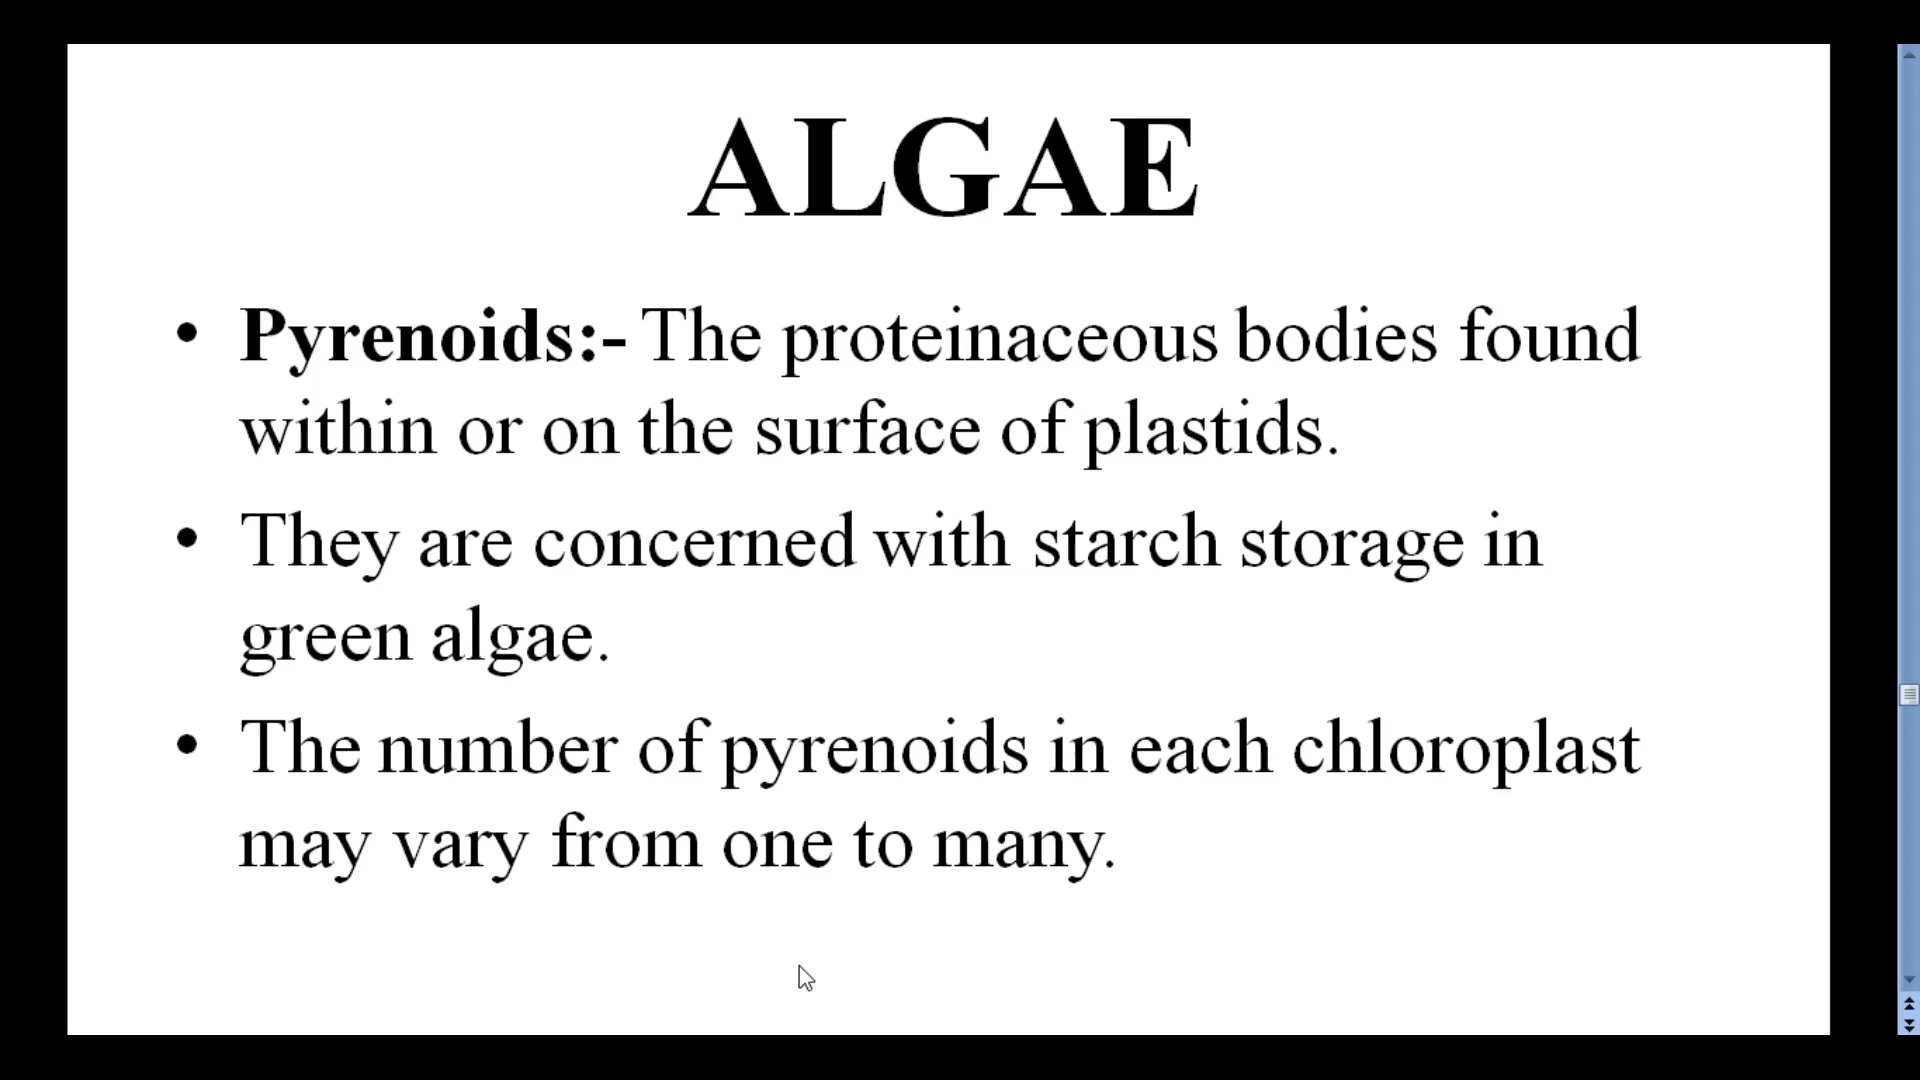 ALGAE
• Pyrenoids:- The proteinaceous bodies found
within or on the surface of plastids.
• They are concerned with starch storage in
green algae.
• The number of pyrenoids in each chloroplast
may vary from one to many.